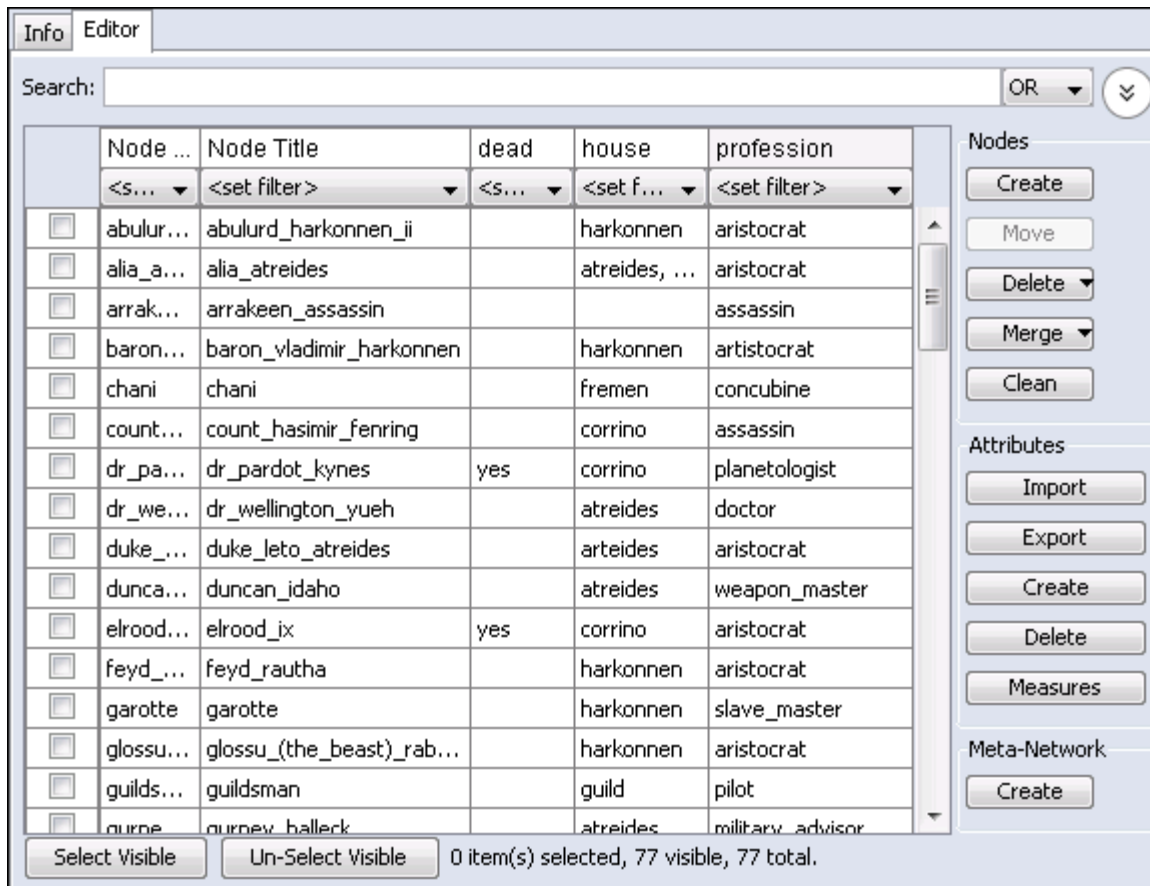 Info Editor
Search: OR
Node ... Node Title dead house profession
<s... <set filter> <s... <set f... <set filter>
abulur... abulurd_harkonnen_ii harkonnen aristocrat
alia_a... alia_atreides atreides, ... aristocrat
arrak... arrakeen_assassin assassin
baron... baron_vladimir_harkonnen harkonnen artistocrat
chani chani fremen concubine
count... count_hasimir_fenring corrino assassin
dr_pa... dr_pardot_kynes yes corrino planetologist
dr_we... dr_wellington_yueh atreides doctor
duke_... duke_leto_atreides arteides aristocrat
dunca... duncan_idaho atreides weapon_master
elrood... elrood_ix yes corrino aristocrat
feyd_... feyd_rautha harkonnen aristocrat
garotte garotte harkonnen slave_master
glossu... glossu_(the_beast)_rab... harkonnen aristocrat
guilds... guildsman guild pilot
gurne gurney_halleck atreides military_advisor
Select Visible Un-Select Visible 0 item(s) selected, 77 visible, 77 total.
Nodes
Create
Move
Delete
Merge
Clean
Attributes
Import
Export
Create
Delete
Measures
Meta-Network
Create